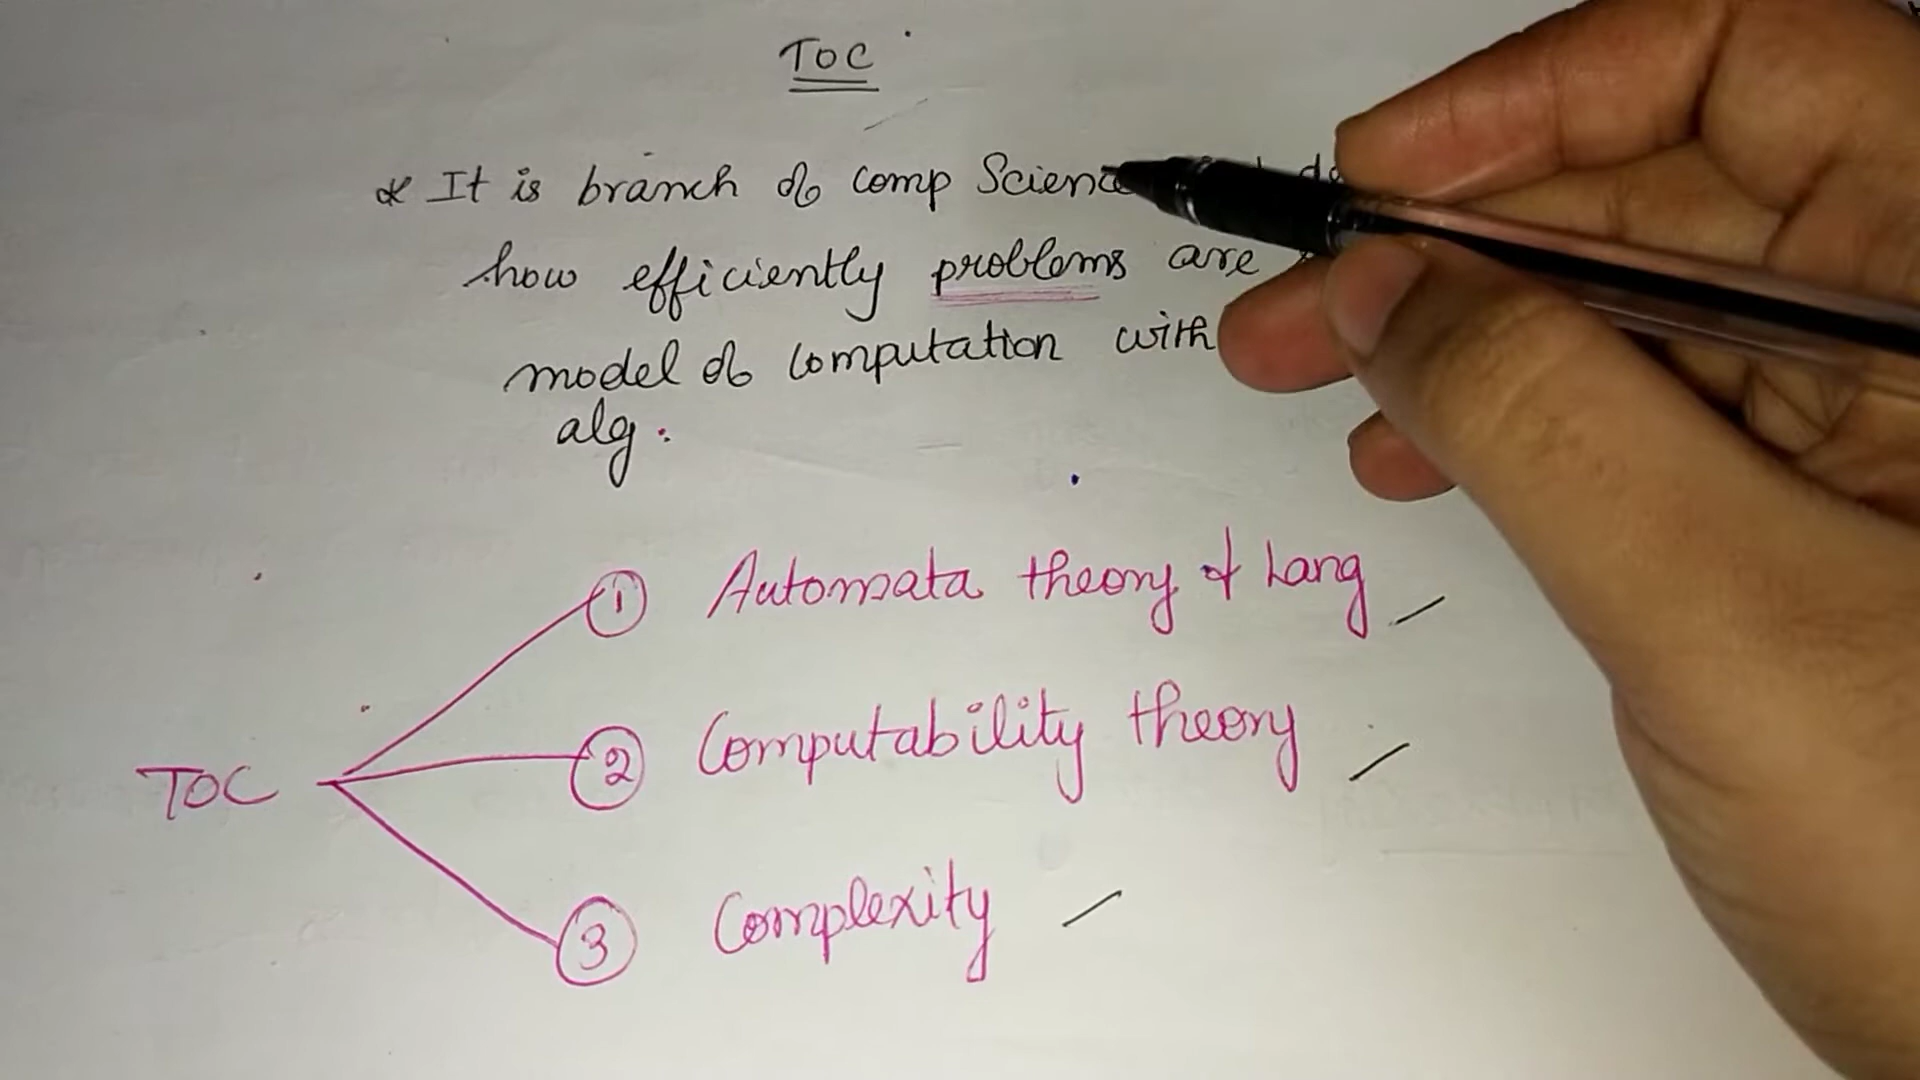 TOC
* It is branch of comp Science
how efficiently problems are
model of computation with
alg.
① Automata theory & Lang
② Computability theory
TOC
③ Complexity